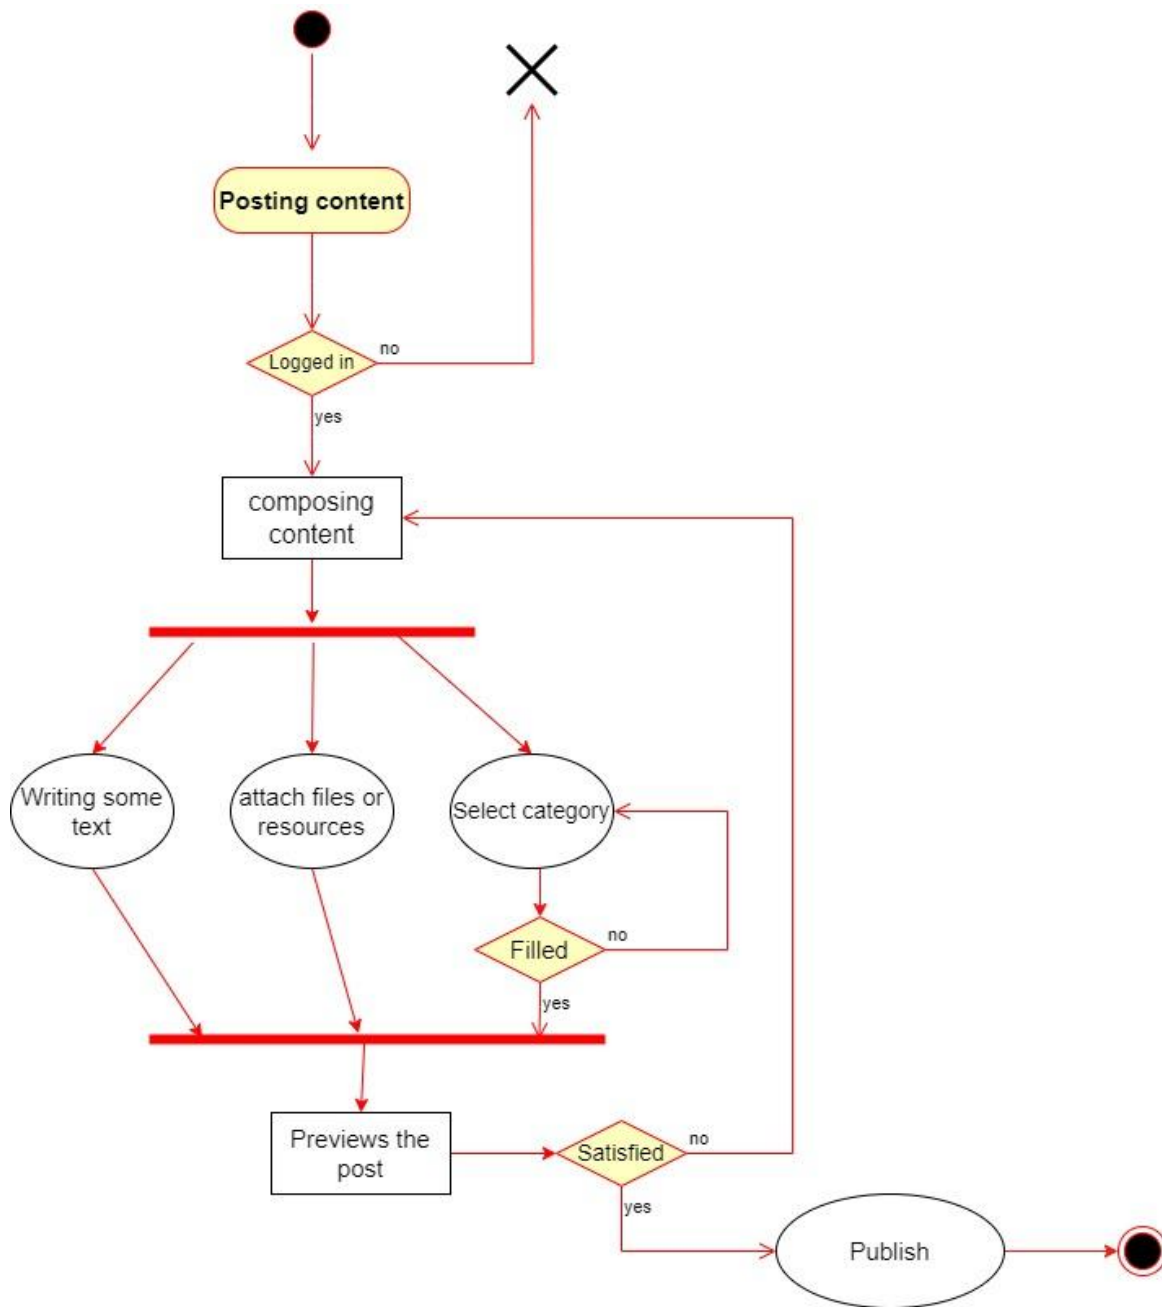 Posting content
Logged in
no
yes
composing
content
Writing some
text
attach files or
resources
Select category
Filled
no
yes
Previews the
post
Satisfied
no
yes
Publish